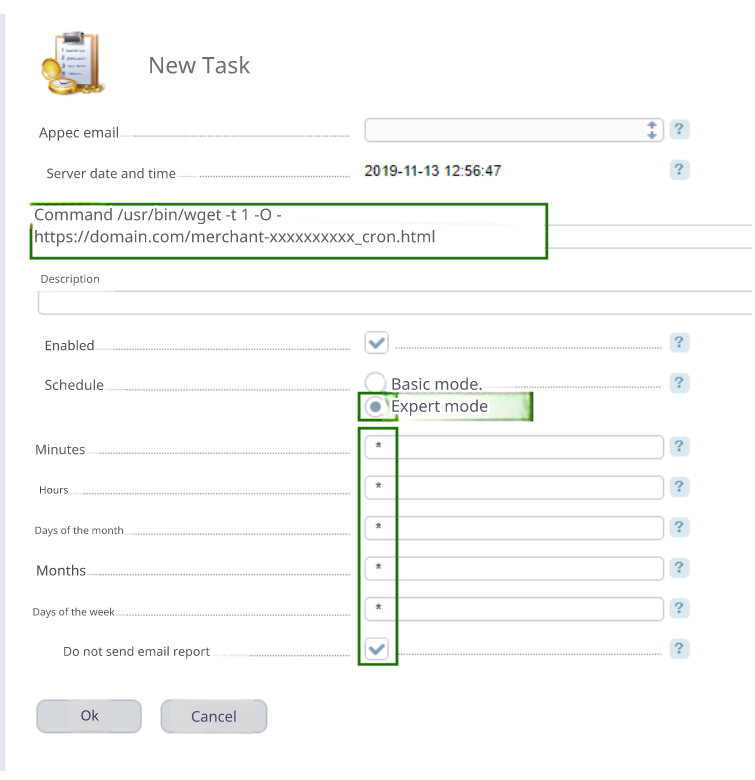 New Task
Appec email
?
Server date and time
2019-11-13 12:56:47
?
Command /usr/bin/wget -t 1 -O -
https://domain.com/merchant-xxxxxxxxxx_cron.html
Description
Enabled
?
Schedule
Basic mode.
?
Expert mode
Minutes
*
?
Hours
*
?
Days of the month
*
?
Months
*
?
Days of the week
*
?
Do not send email report
?
Ok
Cancel